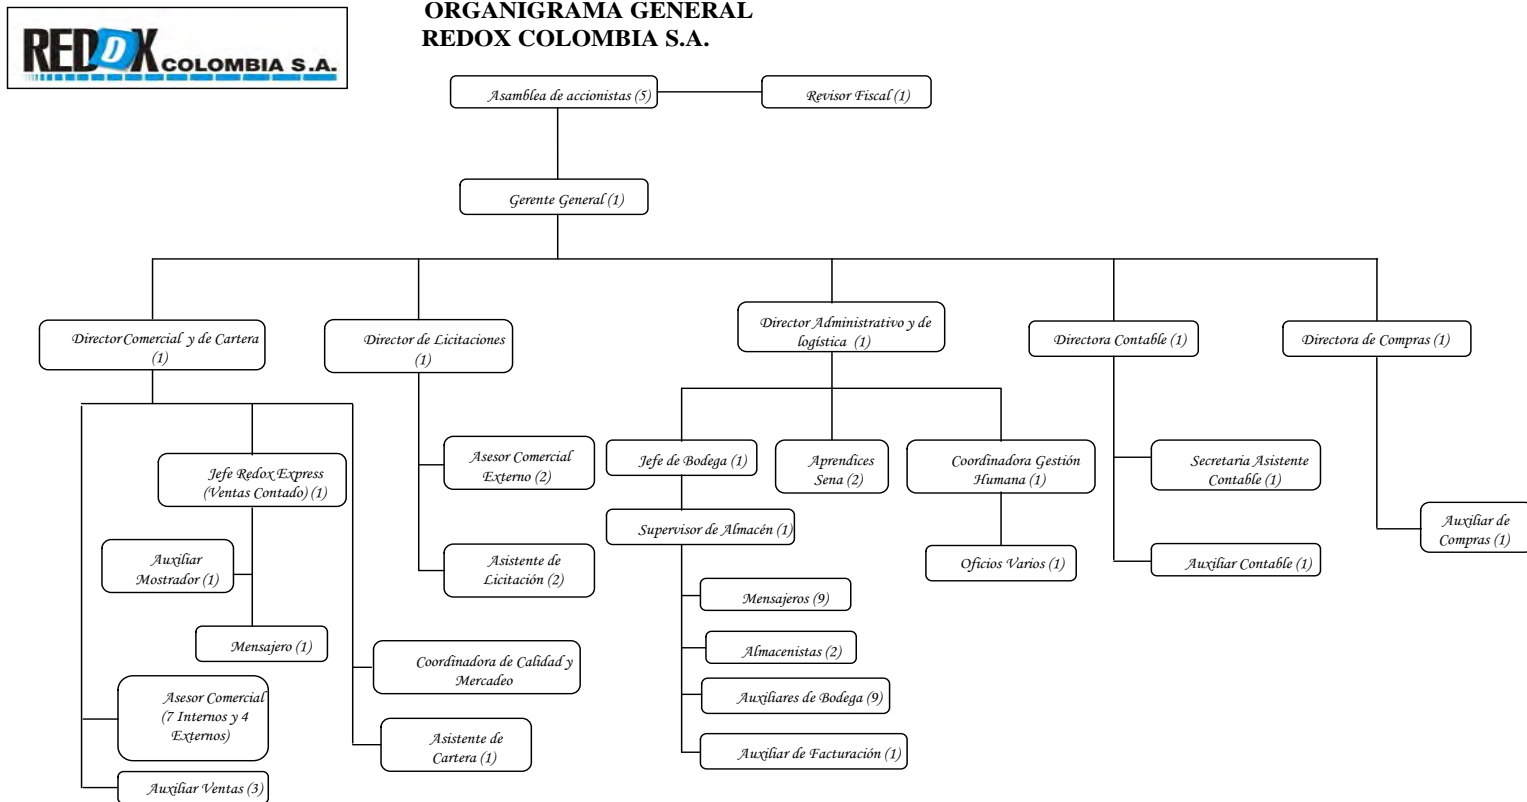 ORGANIGRAMA GENERAL
REDOX COLOMBIA S.A.
REDOX COLOMBIA S.A.
Asamblea de accionistas (5)
Revisor Fiscal (1)
Gerente General (1)
Director Comercial y de Cartera
(1)
Director de Licitaciones
(1)
Director Administrativo y de
logística (1)
Directora Contable (1)
Directora de Compras (1)
Jefe Redox Express
(Ventas Contado) (1)
Auxiliar
Mostrador (1)
Mensajero (1)
Asesor Comercial
(7 Internos y 4
Externos)
Auxiliar Ventas (3)
Coordinadora de Calidad y
Mercadeo
Asistente de
Cartera (1)
Asesor Comercial
Externo (2)
Asistente de
Licitación (2)
Jefe de Bodega (1)
Aprendices
Sena (2)
Coordinadora Gestión
Humana (1)
Supervisor de Almacén (1)
Oficios Varios (1)
Mensajeros (9)
Almacenistas (2)
Auxiliares de Bodega (9)
Auxiliar de Facturación (1)
Secretaria Asistente
Contable (1)
Auxiliar Contable (1)
Auxiliar de
Compras (1)